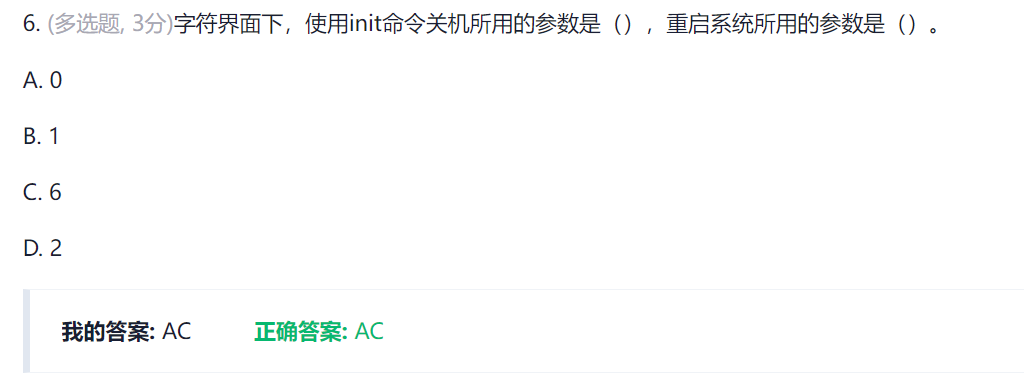 6. (多选题, 3分)字符界面下，使用init命令关机所用的参数是（），重启系统所用的参数是（）。
A. 0
B. 1
C. 6
D. 2
我的答案: AC 正确答案: AC